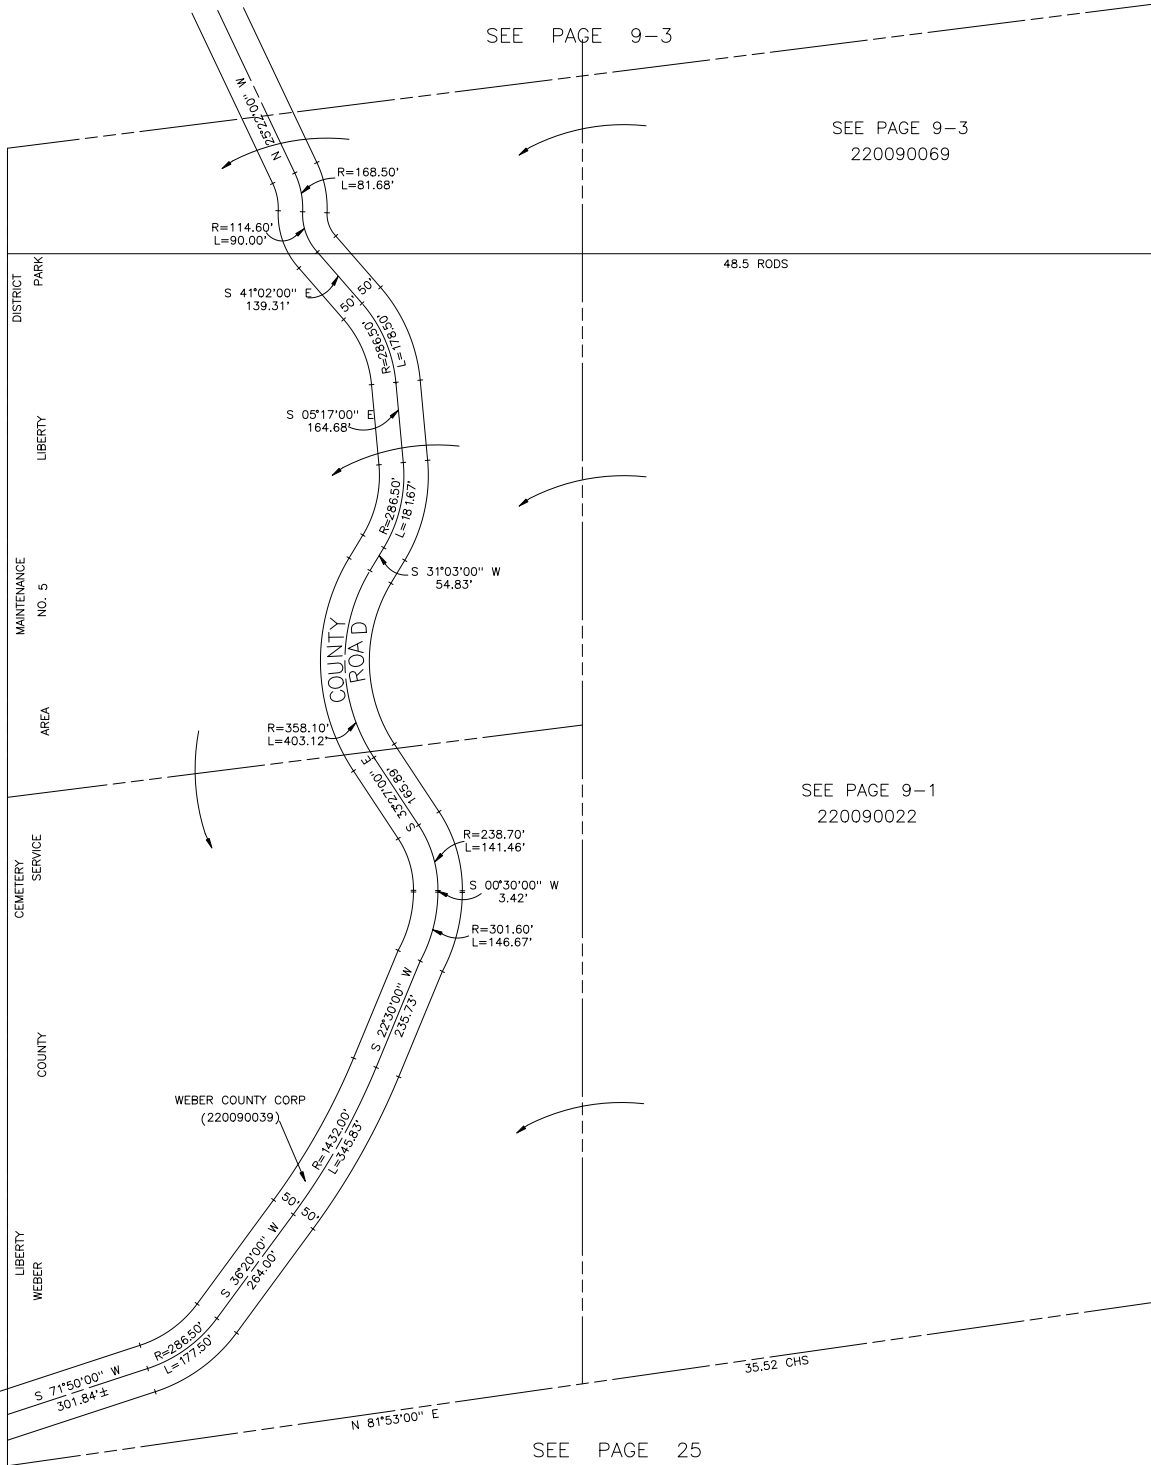 SEE PAGE 9-3
N 25°22'00" W
SEE PAGE 9-3
220090069
R=168.50'
L=81.68'
R=114.60'
L=90.00'
48.5 RODS
S 41°02'00" E
139.31'
50' 50'
R=286.50'
L=178.50'
S 05°17'00" E
164.68'
R=286.50'
L=181.67'
S 31°03'00" W
54.83'
COUNTY
ROAD
R=358.10'
L=403.12'
S 33°27'00" E
165.89'
SEE PAGE 9-1
220090022
R=238.70'
L=141.46'
S 00°30'00" W
3.42'
R=301.60'
L=146.67'
S 22°30'00" W
235.73'
WEBER COUNTY CORP
(220090039)
R=1432.00'
L=345.83'
50' 50'
S 36°20'00" W
264.00'
R=286.50'
L=177.50'
S 71°50'00" W
301.84'±
N 81°53'00" E
35.52 CHS
SEE PAGE 25
LIBERTY CEMETERY MAINTENANCE DISTRICT
WEBER COUNTY SERVICE AREA NO. 5 LIBERTY PARK